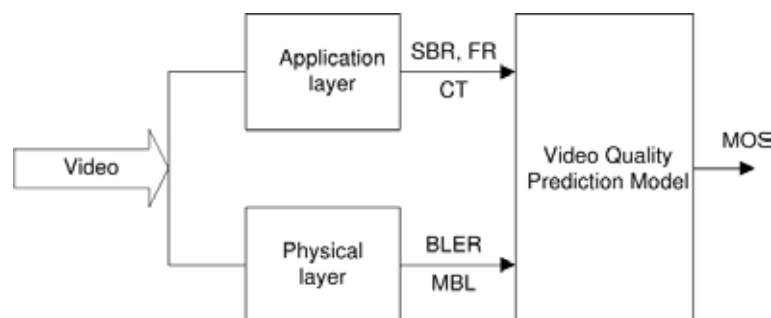 Application
layer
SBR, FR
CT
Video
Video Quality
Prediction Model
MOS
Physical
layer
BLER
MBL